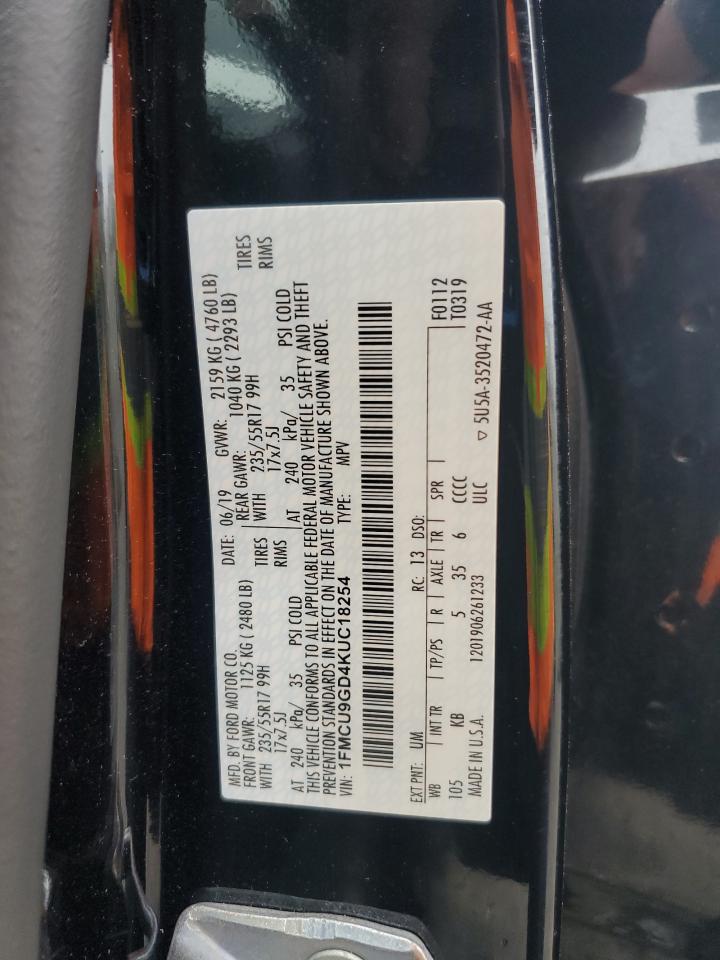 MFD. BY FORD MOTOR CO.
DATE: 06/19 GVWR: 2159 KG ( 4760 LB)
FRONT GAWR: 1125 KG ( 2480 LB) REAR GAWR: 1040 KG ( 2293 LB)
WITH 235/55R17 99H TIRES WITH 235/55R17 99H TIRES
17x7.5J RIMS 17x7.5J RIMS
AT 240 kPa/ 35 PSI COLD AT 240 kPa/ 35 PSI COLD
THIS VEHICLE CONFORMS TO ALL APPLICABLE FEDERAL MOTOR VEHICLE SAFETY AND THEFT
PREVENTION STANDARDS IN EFFECT ON THE DATE OF MANUFACTURE SHOWN ABOVE.
VIN: 1FMCU9GD4KUC18254 TYPE: MPV
EXT PNT: UM RC: 13 DSO: F0112
WB INT TR TP/PS R AXLE TR SPR T0319
105 KB 5 35 6 CCCC
MADE IN U.S.A. 1201906261233 ULC ▽ 5U5A-3520472-AA